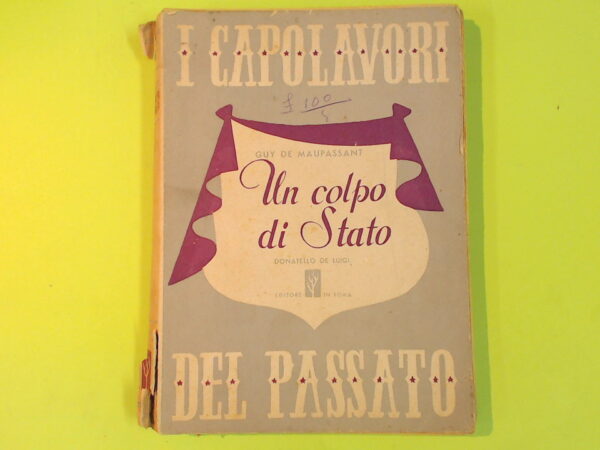 I CAPOLAVORI
£ 100
GUY DE MAUPASSANT
Un colpo
di Stato
DONATELLO DE LUIGI
EDITORE IN ROMA
DEL PASSATO